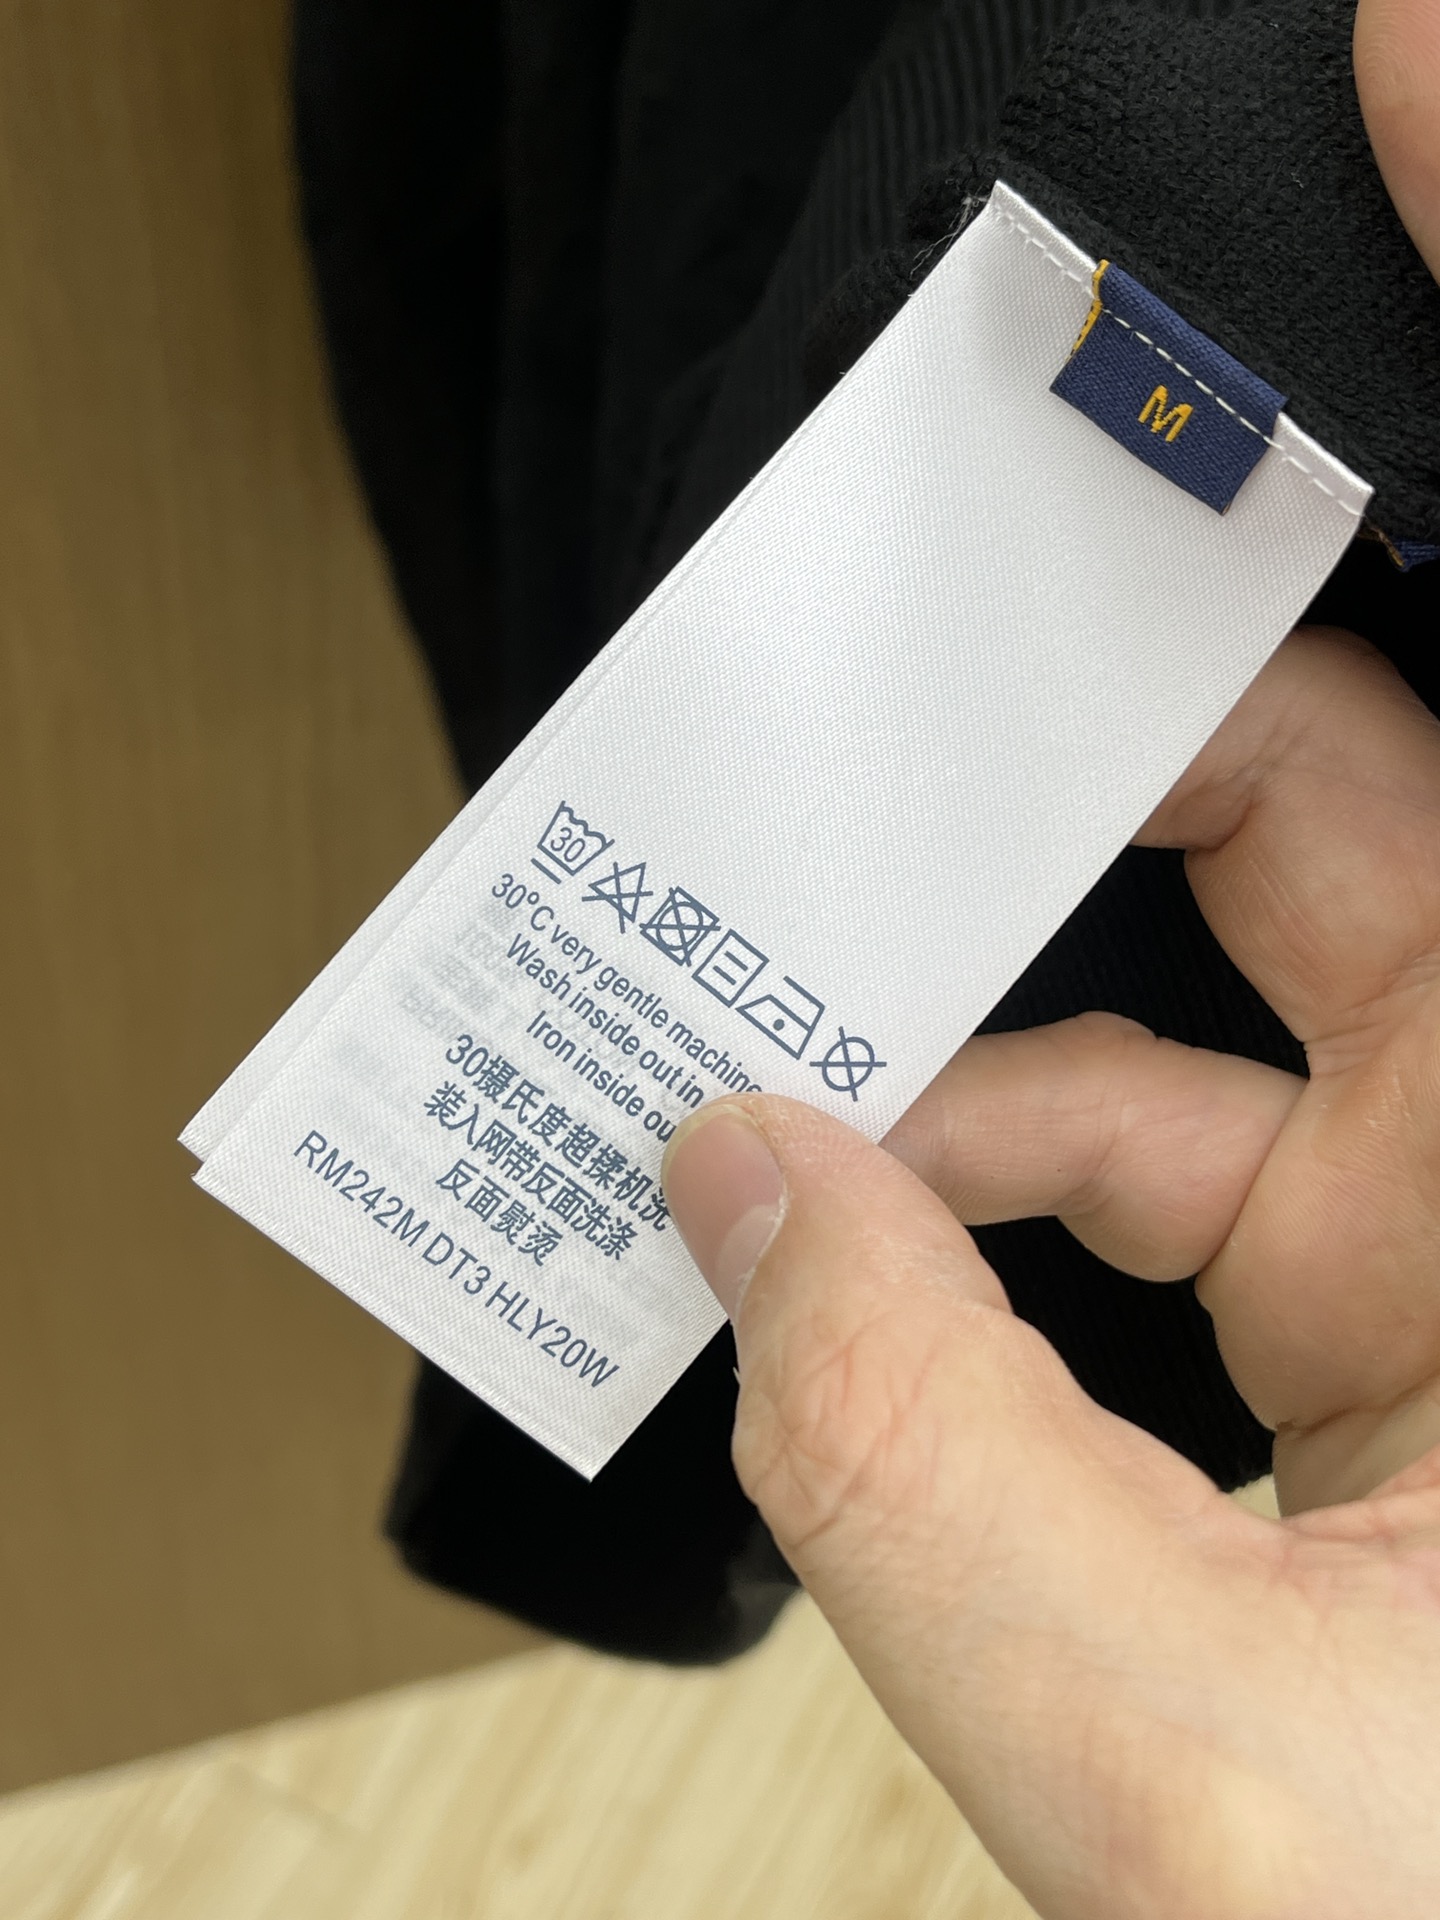 M
30
30°C very gentle machine
Wash inside out in
Iron inside
30摄氏度超揉机洗
装入网带反面洗涤
反面熨烫
RM242M DT3 HLY20W